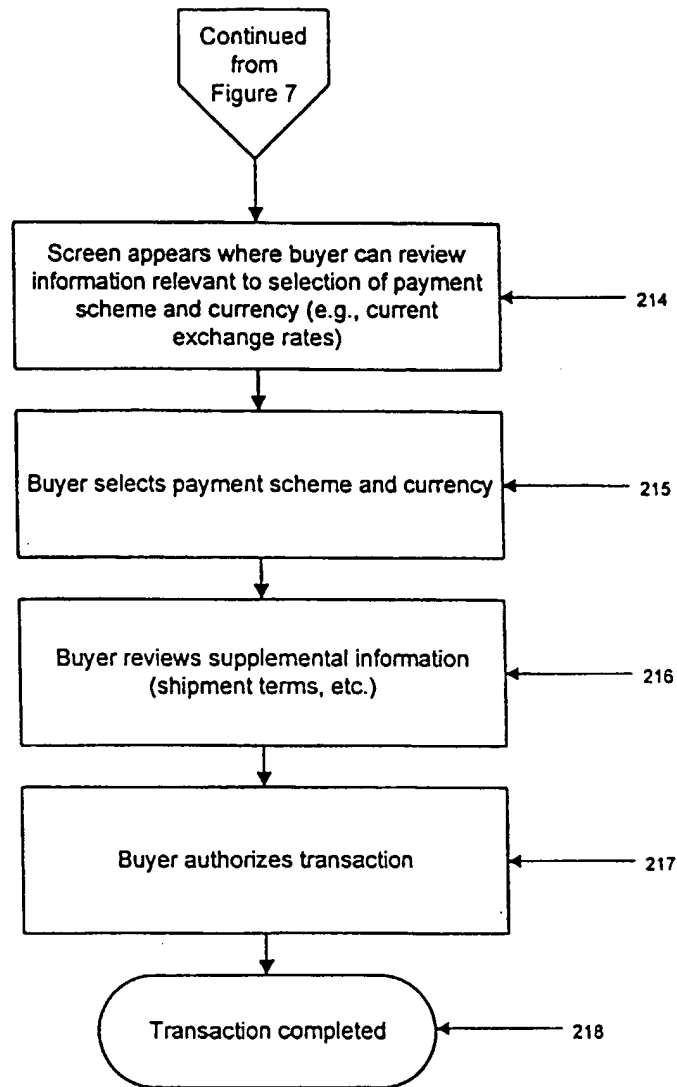 Continued
from
Figure 7
Screen appears where buyer can review
information relevant to selection of payment
scheme and currency (e.g., current
exchange rates)
214
Buyer selects payment scheme and currency
215
Buyer reviews supplemental information
(shipment terms, etc.)
216
Buyer authorizes transaction
217
Transaction completed
218